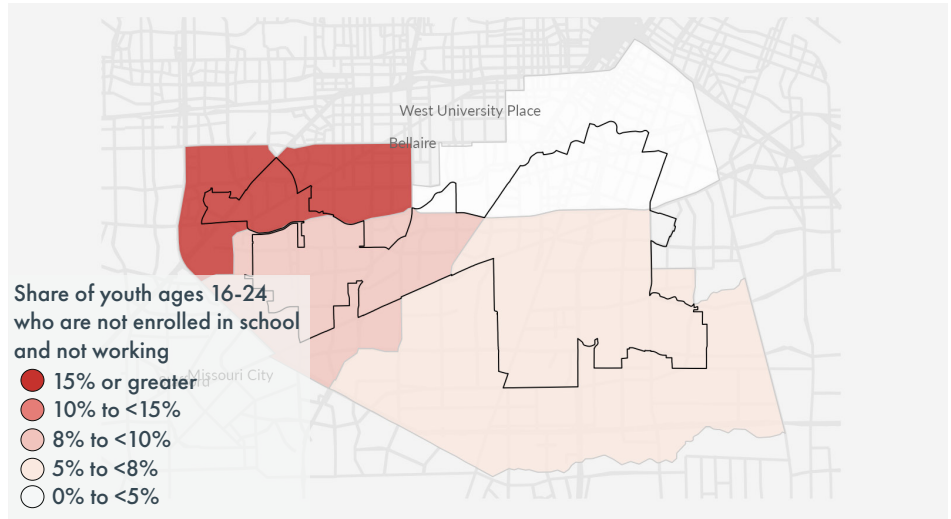 West University Place
Bellaire
Share of youth ages 16-24
who are not enrolled in school
and not working
Missouri City
15% or greater
10% to <15%
8% to <10%
5% to <8%
0% to <5%